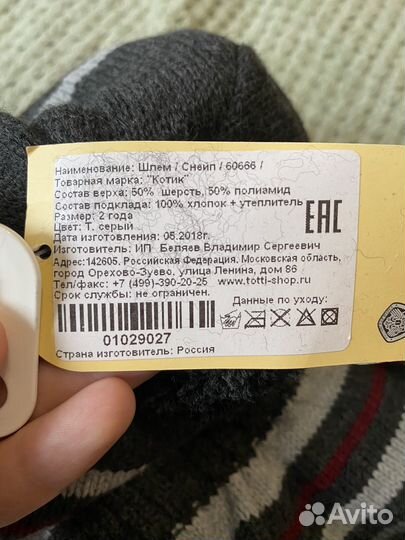 Наименование: Шлем / Снейп / 60666 /
Товарная марка: "Котик"
Состав верха: 50% шерсть, 50% полиамид
Состав подклада: 100% хлопок + утеплитель
Размер: 2 года
Цвет: Т. серый
Дата изготовления: 05.2018г.
Изготовитель: ИП Беляев Владимир Сергеевич
Адрес:142605, Российская Федерация, Московская область,
город Орехово-Зуево, улица Ленина, дом 86
Тел/факс: +7 (499)-390-20-25 www.totti-shop.ru
Срок службы: не ограничен.
EAC
Данные по уходу:
01029027
Страна изготовитель: Россия
Avito